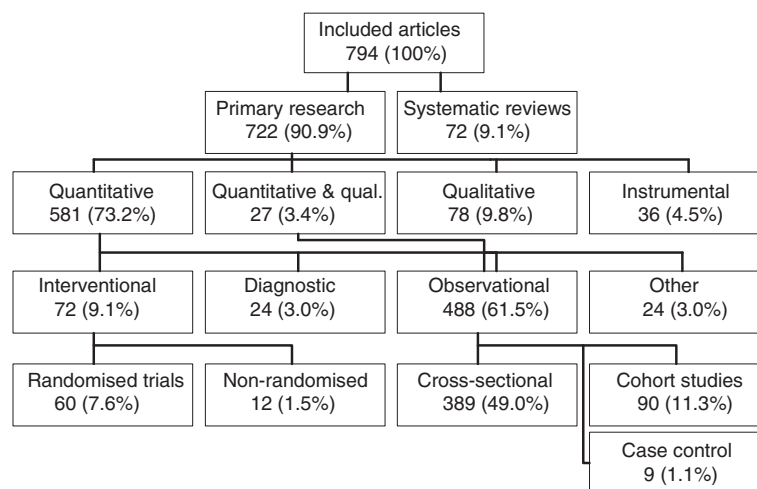 Included articles
794 (100%)
Primary research
722 (90.9%)
Systematic reviews
72 (9.1%)
Quantitative
581 (73.2%)
Quantitative & qual.
27 (3.4%)
Qualitative
78 (9.8%)
Instrumental
36 (4.5%)
Interventional
72 (9.1%)
Diagnostic
24 (3.0%)
Observational
488 (61.5%)
Other
24 (3.0%)
Randomised trials
60 (7.6%)
Non-randomised
12 (1.5%)
Cross-sectional
389 (49.0%)
Cohort studies
90 (11.3%)
Case control
9 (1.1%)